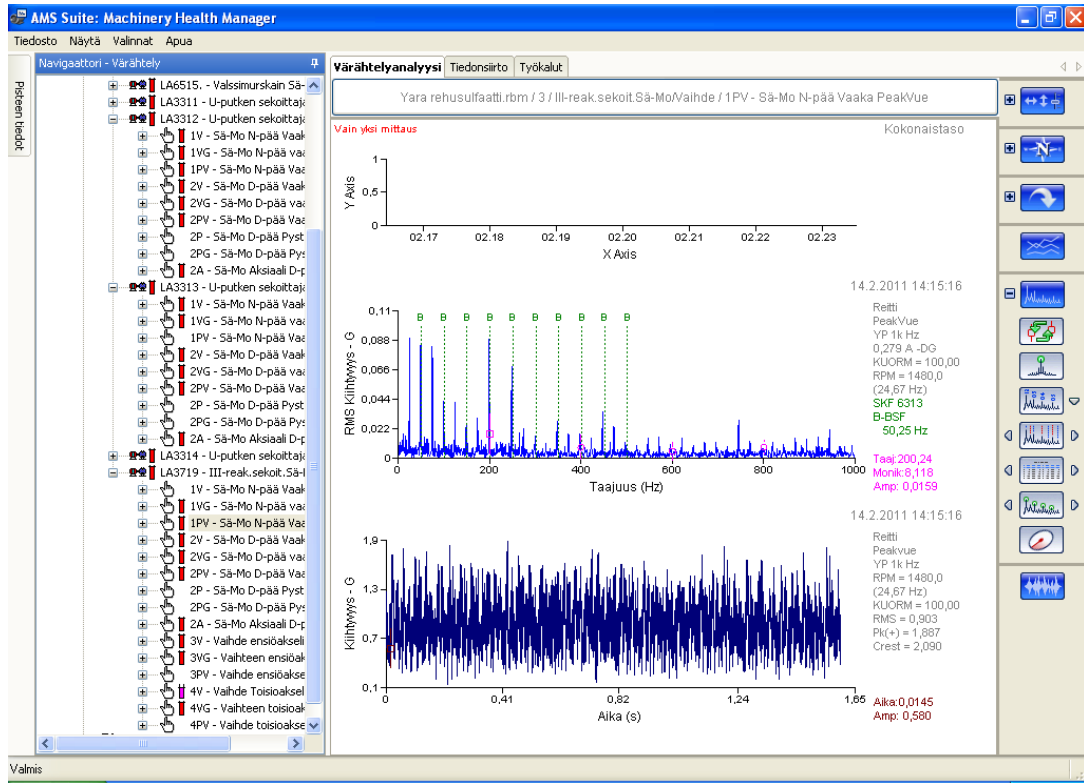 AMS Suite: Machinery Health Manager
Tiedosto Näytä Valinnat Apua
Pisteen tiedot
Navigaattori - Värähtely
LA6515. - Valssimurskain Sä-
LA3311 - U-putken sekoittaja
LA3312 - U-putken sekoittaja
1V - Sä-Mo N-pää Vaak
1VG - Sä-Mo N-pää vaa
1PV - Sä-Mo N-pää Vaa
2V - Sä-Mo D-pää Vaak
2VG - Sä-Mo D-pää vaa
2PV - Sä-Mo D-pää Vaa
2P - Sä-Mo D-pää Pyst
2PG - Sä-Mo D-pää Pys
2A - Sä-Mo Aksiaali D-p
LA3313 - U-putken sekoittaja
1V - Sä-Mo N-pää Vaak
1VG - Sä-Mo N-pää vaa
1PV - Sä-Mo N-pää Vaa
2V - Sä-Mo D-pää Vaak
2VG - Sä-Mo D-pää vaa
2PV - Sä-Mo D-pää Vaa
2P - Sä-Mo D-pää Pyst
2PG - Sä-Mo D-pää Pys
2A - Sä-Mo Aksiaali D-p
LA3314 - U-putken sekoittaja
LA3719 - III-reak.sekoit.Sä-
1V - Sä-Mo N-pää Vaak
1VG - Sä-Mo N-pää vaa
1PV - Sä-Mo N-pää Vaa
2V - Sä-Mo D-pää Vaak
2VG - Sä-Mo D-pää vaa
2PV - Sä-Mo D-pää Vaa
2P - Sä-Mo D-pää Pyst
2PG - Sä-Mo D-pää Pys
2A - Sä-Mo Aksiaali D-p
3V - Vaihde ensiöakseli
3VG - Vaihteen ensiöak
3PV - Vaihde ensiöakse
4V - Vaihde Toisioaksel
4VG - Vaihteen toisioak
4PV - Vaihde toisioakse
Värähtelyanalyysi Tiedonsiirto Työkalut
Yara rehusulfaatti.rbm / 3 / III-reak.sekoit.Sä-Mo/Vaihde / 1PV - Sä-Mo N-pää Vaaka PeakVue
Vain yksi mittaus
Kokonaistaso
Y Axis
1
0,5
0
02.17 02.18 02.19 02.20 02.21 02.22 02.23
X Axis
14.2.2011 14:15:16
RMS Kiihtyvyys - G
0,11
0,088
0,066
0,044
0,022
0
B B B B B B B B B B
0 200 400 600 800 1000
Taajuus (Hz)
Reitti
PeakVue
YP 1k Hz
0,279 A -DG
KUORM = 100,00
RPM = 1480,0
(24,67 Hz)
SKF 6313
B-BSF
50,25 Hz
Taaj:200,24
Monik:8,118
Amp: 0,0159
14.2.2011 14:15:16
Kiihtyvyys - G
1,9
1,3
0,7
0,1
0 0,41 0,82 1,24 1,65
Aika (s)
Reitti
Peakvue
YP 1k Hz
RPM = 1480,0
(24,67 Hz)
KUORM = 100,00
RMS = 0,903
Pk(+) = 1,887
Crest = 2,090
Aika:0,0145
Amp: 0,580
N
Valmis